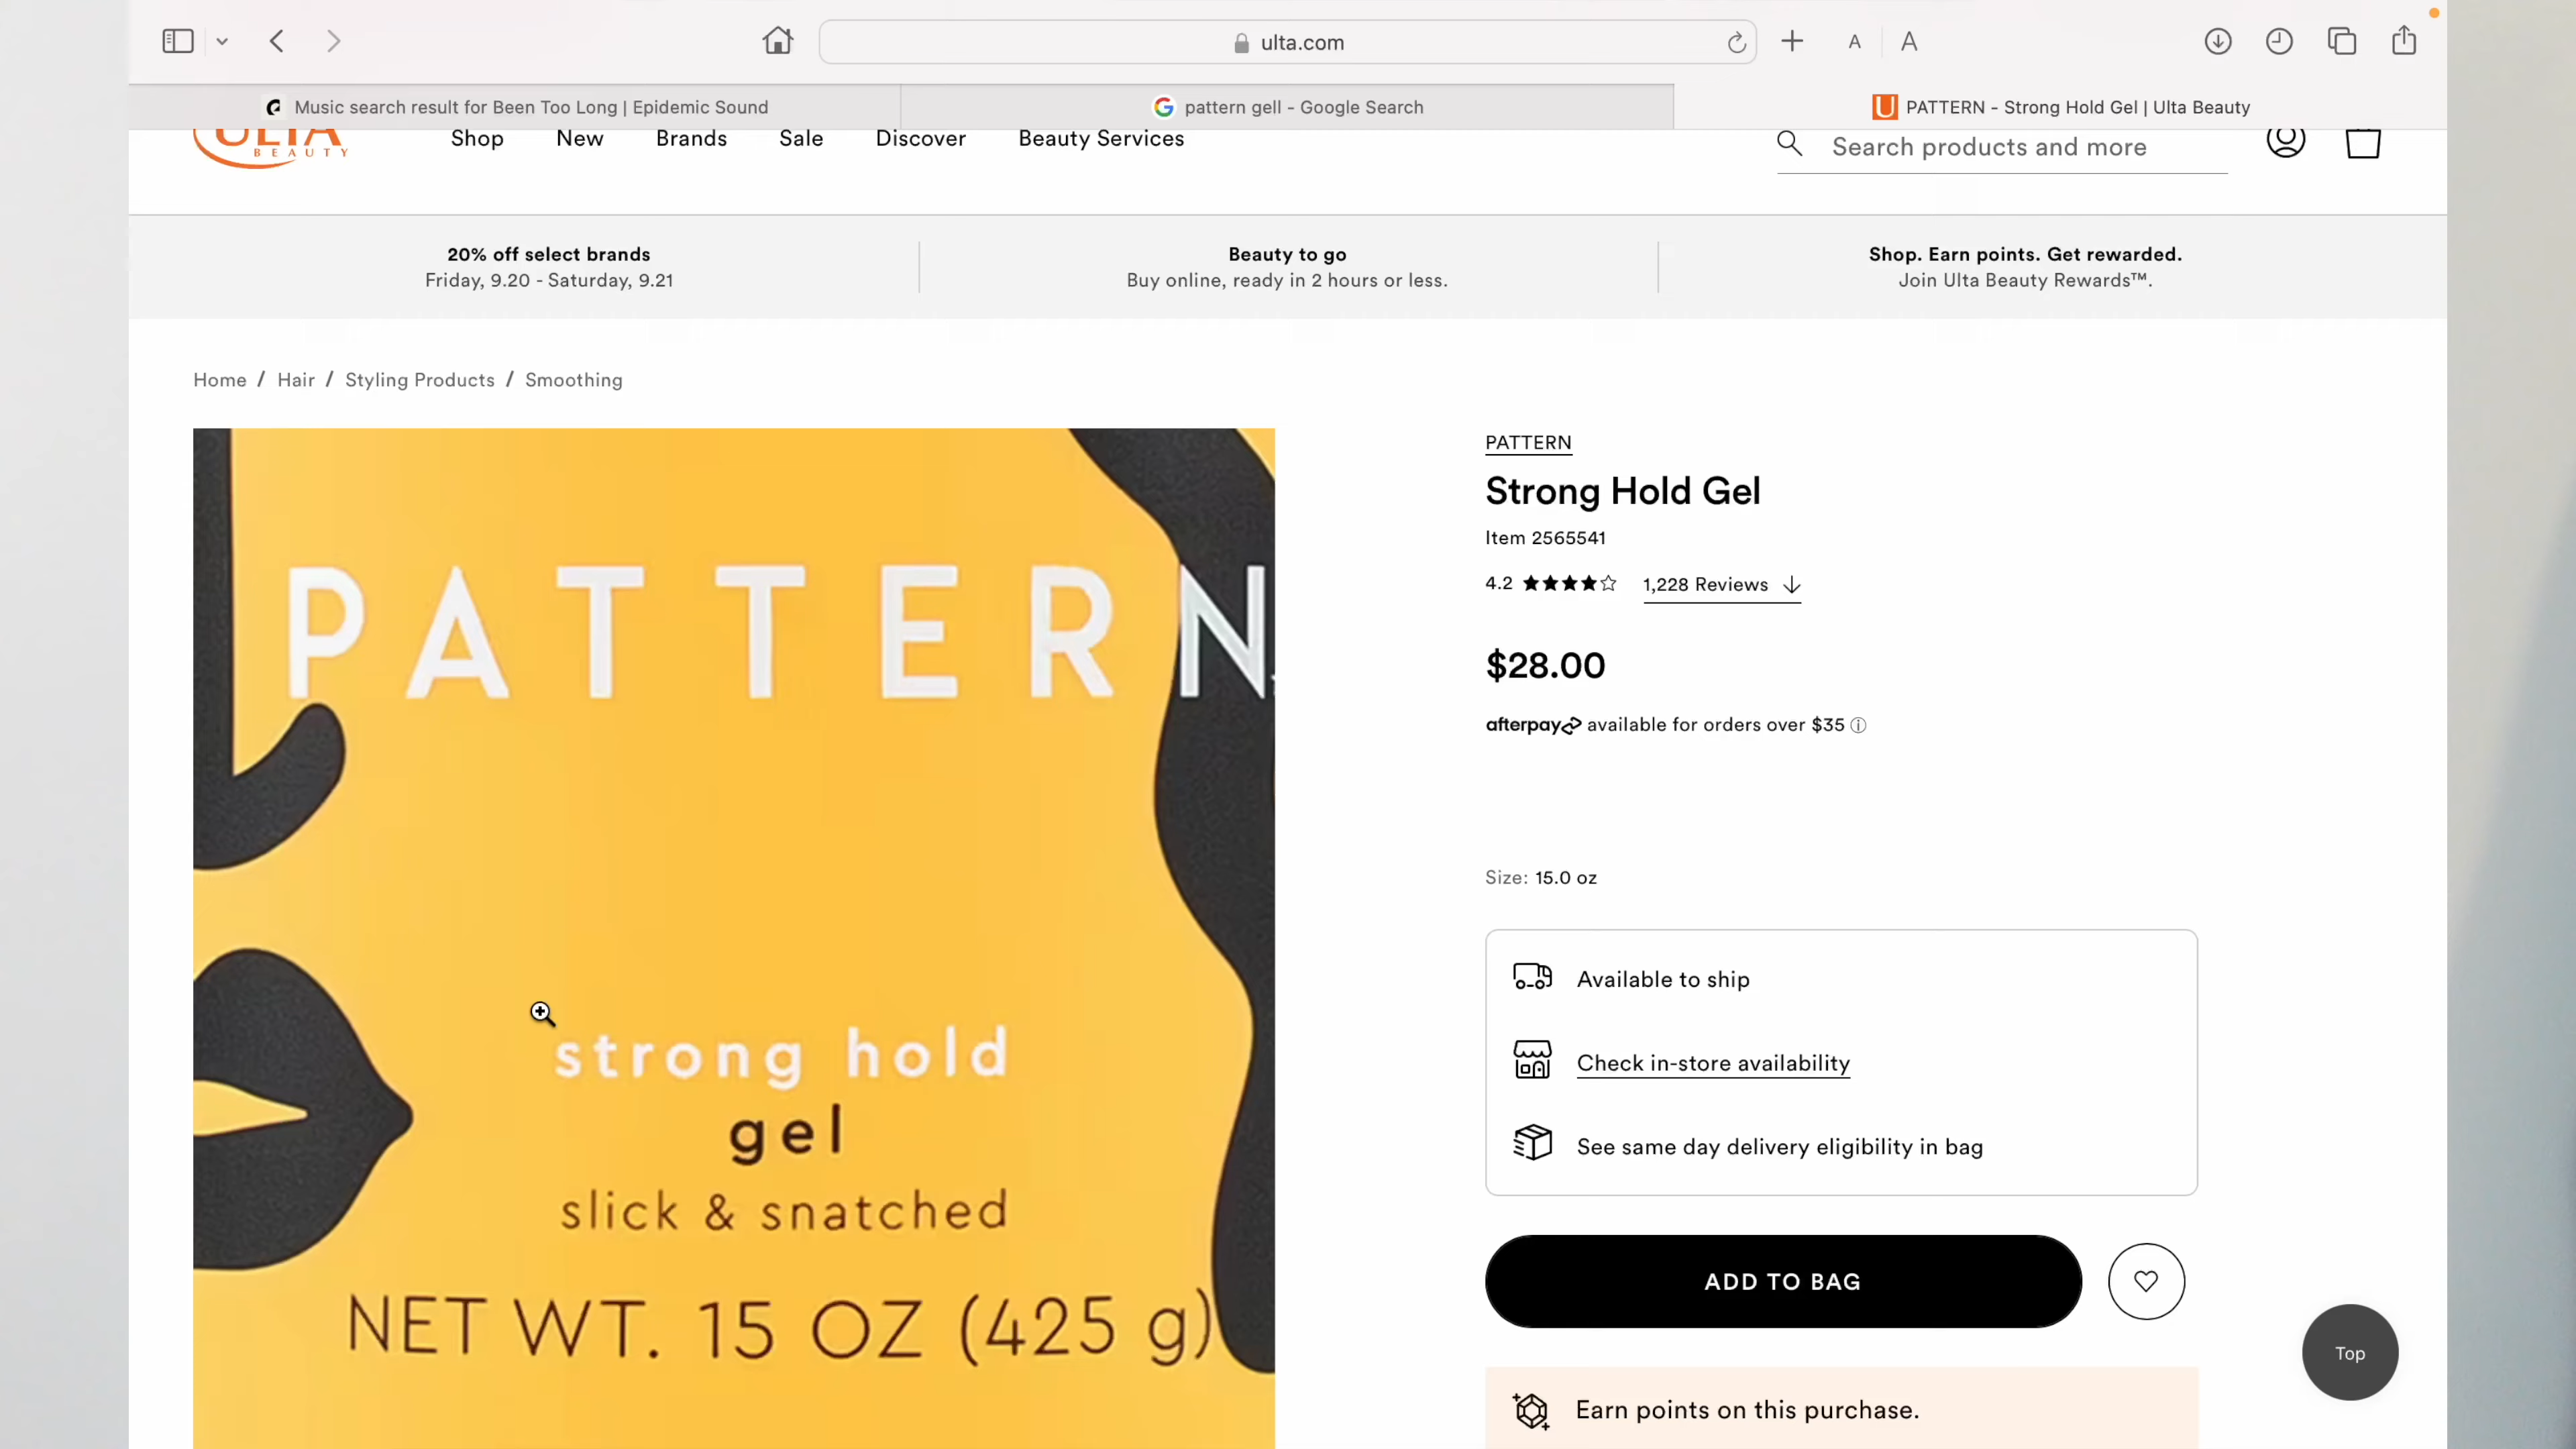 ulta.com
A A
Music search result for Been Too Long | Epidemic Sound
pattern gell - Google Search
PATTERN - Strong Hold Gel | Ulta Beauty
ULTA
BEAUTY
Shop New Brands Sale Discover Beauty Services
Search products and more
20% off select brands
Friday, 9.20 - Saturday, 9.21
Beauty to go
Buy online, ready in 2 hours or less.
Shop. Earn points. Get rewarded.
Join Ulta Beauty Rewards™.
Home / Hair / Styling Products / Smoothing
PATTERN
strong hold
gel
slick & snatched
NET WT. 15 OZ (425 g)
PATTERN
Strong Hold Gel
Item 2565541
4.2 1,228 Reviews
$28.00
afterpay available for orders over $35
Size: 15.0 oz
Available to ship
Check in-store availability
See same day delivery eligibility in bag
ADD TO BAG
Top
Earn points on this purchase.